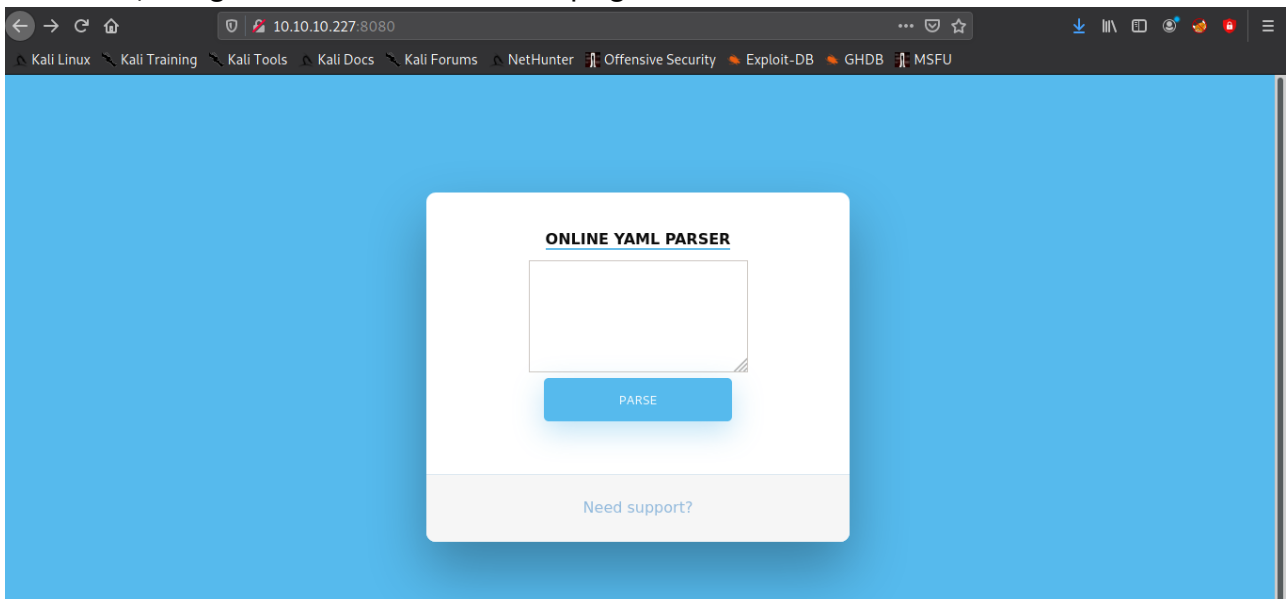 10.10.10.227:8080
Kali Linux Kali Training Kali Tools Kali Docs Kali Forums NetHunter Offensive Security Exploit-DB GHDB MSFU
ONLINE YAML PARSER
PARSE
Need support?